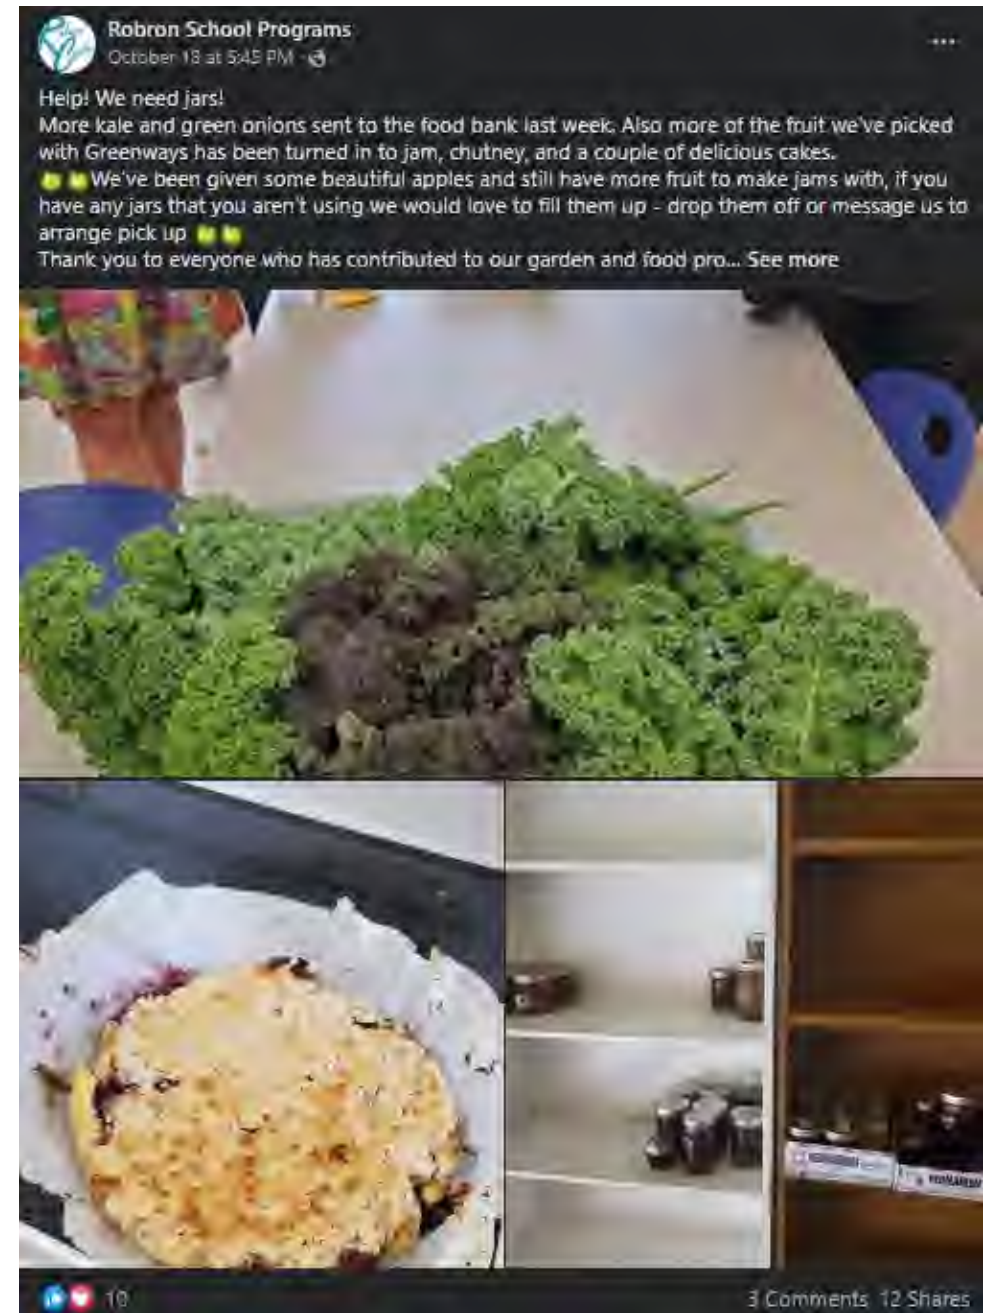 Robron School Programs
October 18 at 5:45 PM
Help! We need jars!
More kale and green onions sent to the food bank last week. Also more of the fruit we've picked
with Greenways has been turned in to jam, chutney, and a couple of delicious cakes.
🍏🍏We've been given some beautiful apples and still have more fruit to make jams with, if you
have any jars that you aren't using we would love to fill them up - drop them off or message us to
arrange pick up 🍏🍏
Thank you to everyone who has contributed to our garden and food pro... See more
10
3 Comments 12 Shares